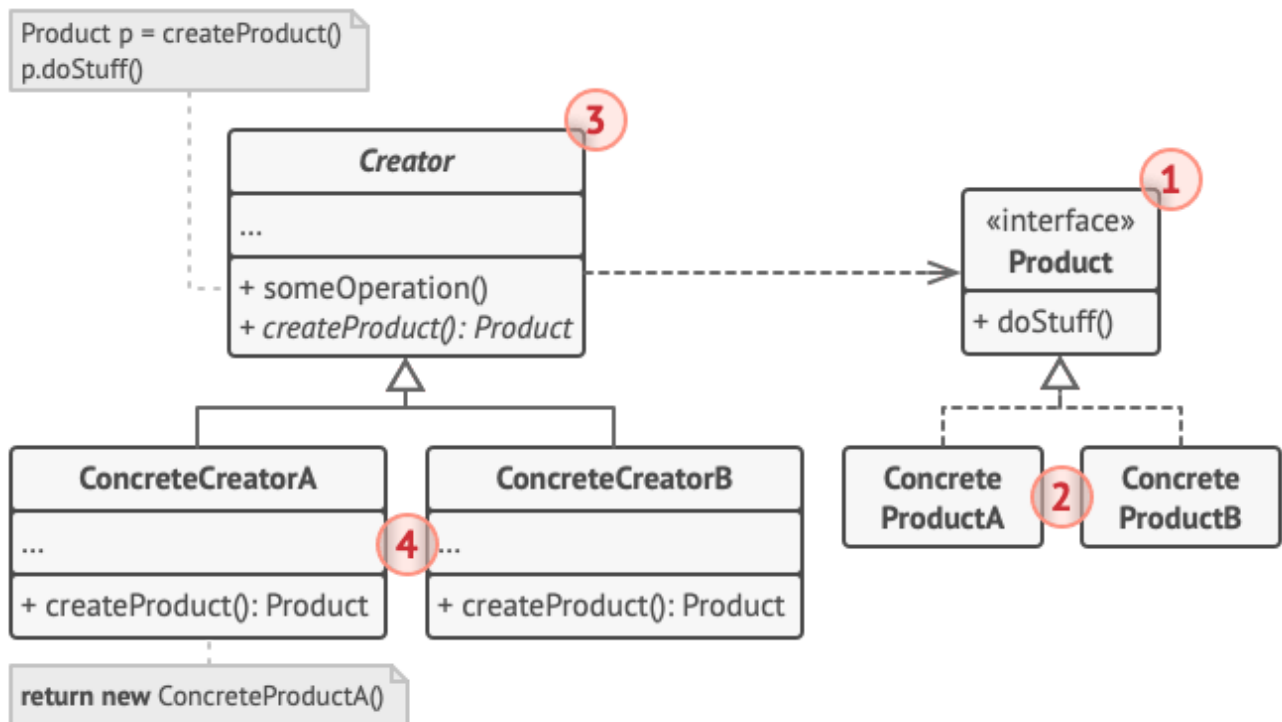 Product p = createProduct()
p.doStuff()
3
Creator
...
+ someOperation()
+ createProduct(): Product
1
«interface»
Product
+ doStuff()
ConcreteCreatorA
...
+ createProduct(): Product
4
ConcreteCreatorB
...
+ createProduct(): Product
Concrete
ProductA
2
Concrete
ProductB
return new ConcreteProductA()